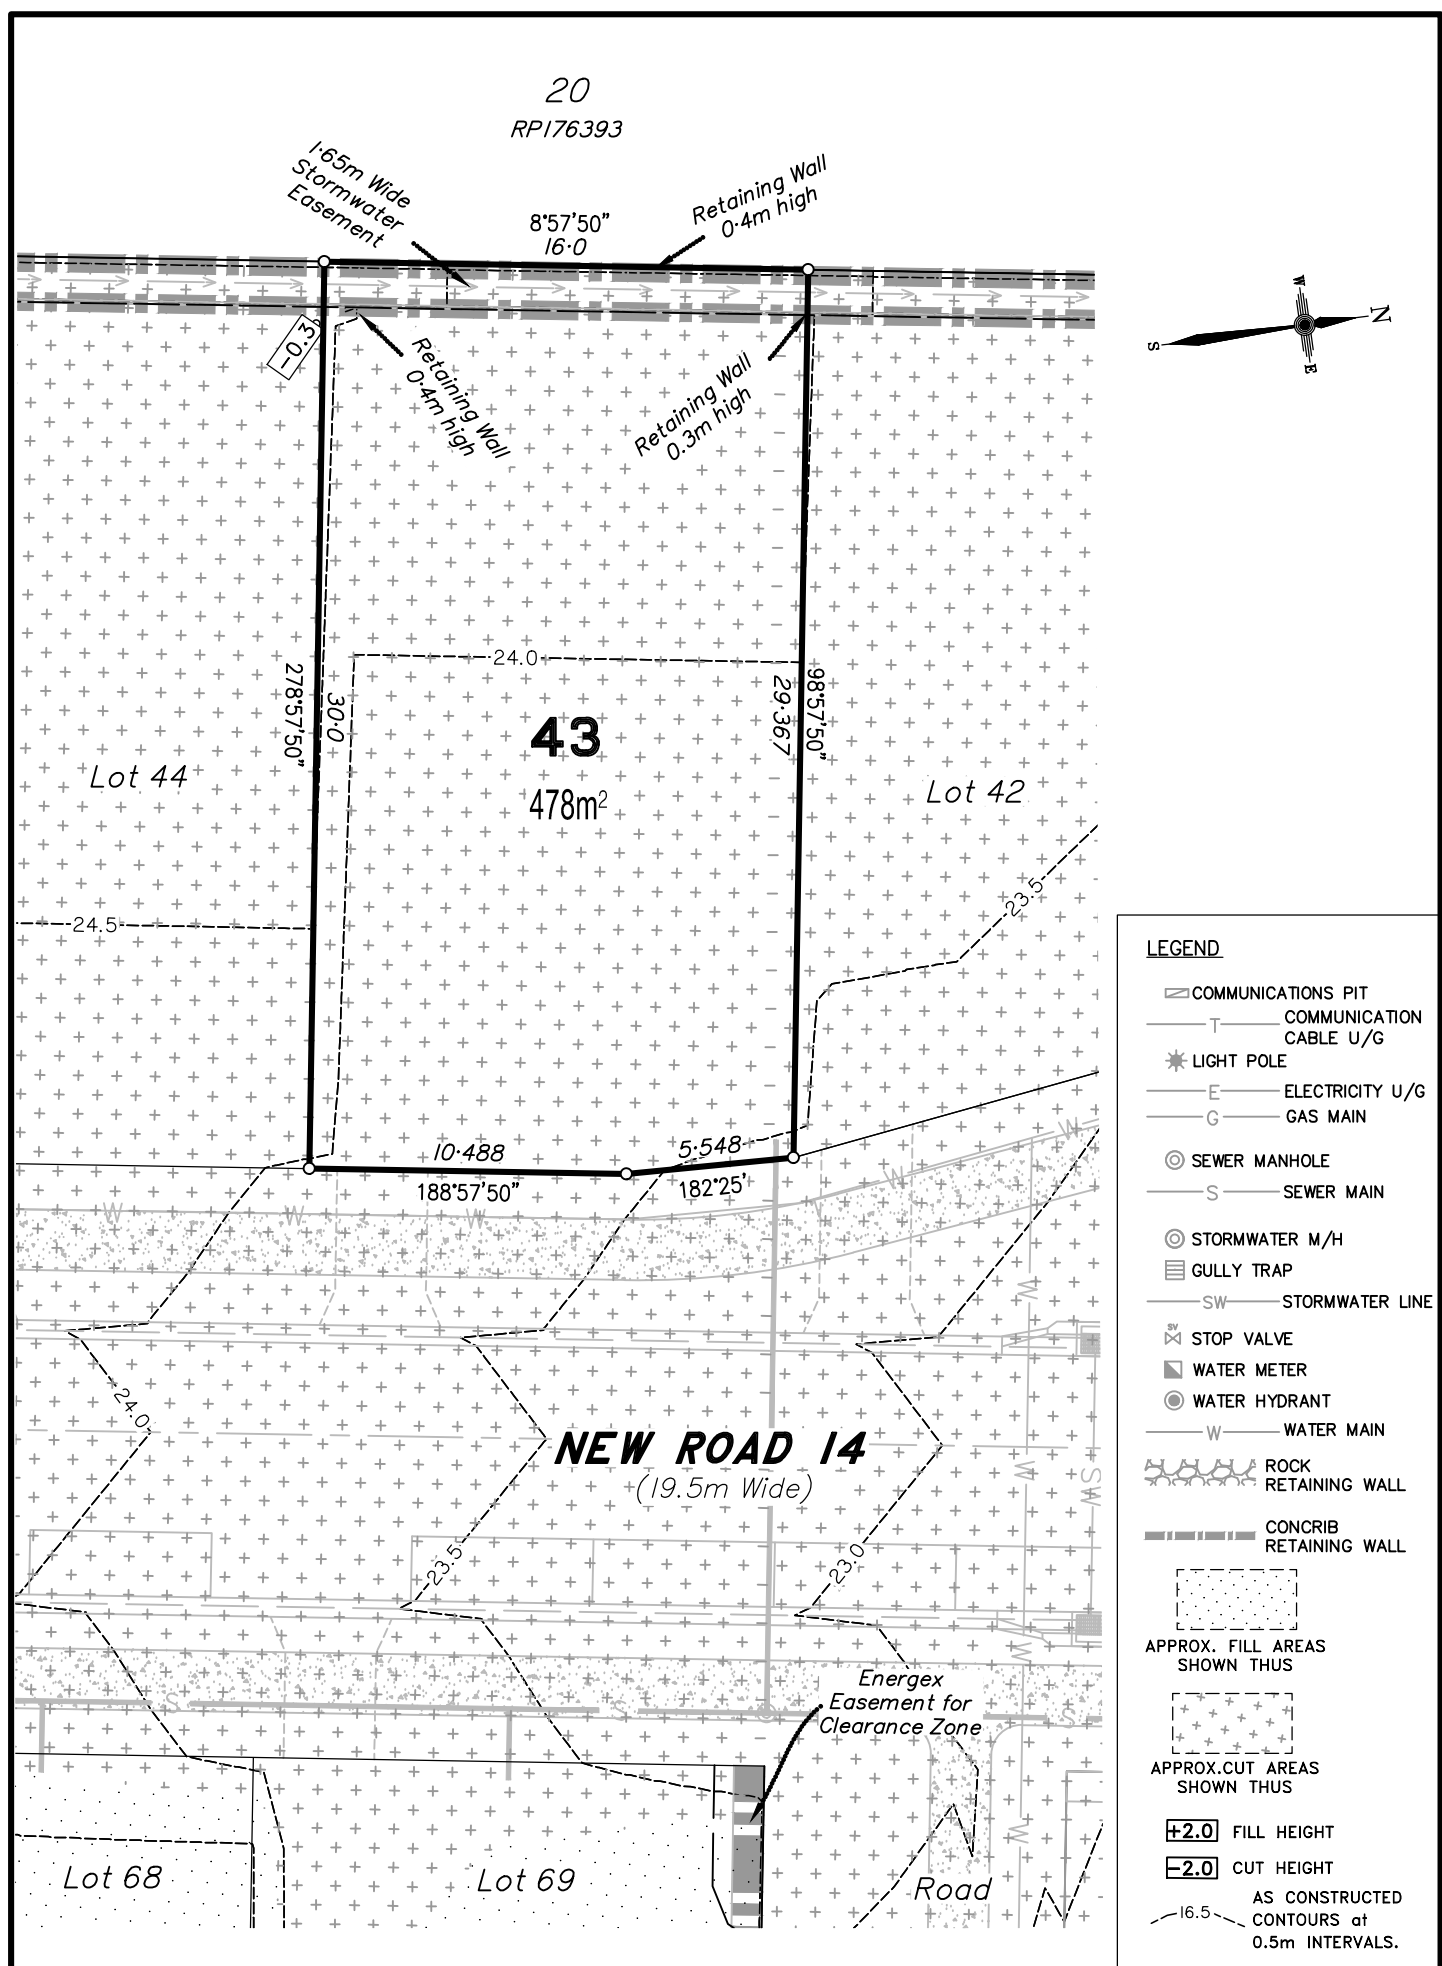 20
RP176393
1·65m Wide
Stormwater
Easement
8°57'50"
16·0
Retaining Wall
0·4m high
W
N
S
E
-0.3
Retaining Wall
0·4m high
Retaining Wall
0.3m high
24.0
278°57'50"
30·0
29·367
98°57'50"
43
478m²
Lot 44
Lot 42
24.5
23.5
10·488
5·548
188°57'50"
182°25'
W
W
W
W
W
W
24.0
NEW ROAD 14
(19.5m Wide)
W
SW
23.5
23.0
W
Energex
Easement for
Clearance Zone
S
S
S
W
Lot 68
Lot 69
Road
LEGEND
COMMUNICATIONS PIT
T
COMMUNICATION
CABLE U/G
LIGHT POLE
E
ELECTRICITY U/G
G
GAS MAIN
SEWER MANHOLE
S
SEWER MAIN
STORMWATER M/H
GULLY TRAP
SW
STORMWATER LINE
SV
STOP VALVE
WATER METER
WATER HYDRANT
W
WATER MAIN
ROCK
RETAINING WALL
CONCRIB
RETAINING WALL
APPROX. FILL AREAS
SHOWN THUS
APPROX.CUT AREAS
SHOWN THUS
+2.0 FILL HEIGHT
-2.0 CUT HEIGHT
16.5
AS CONSTRUCTED
CONTOURS at
0.5m INTERVALS.